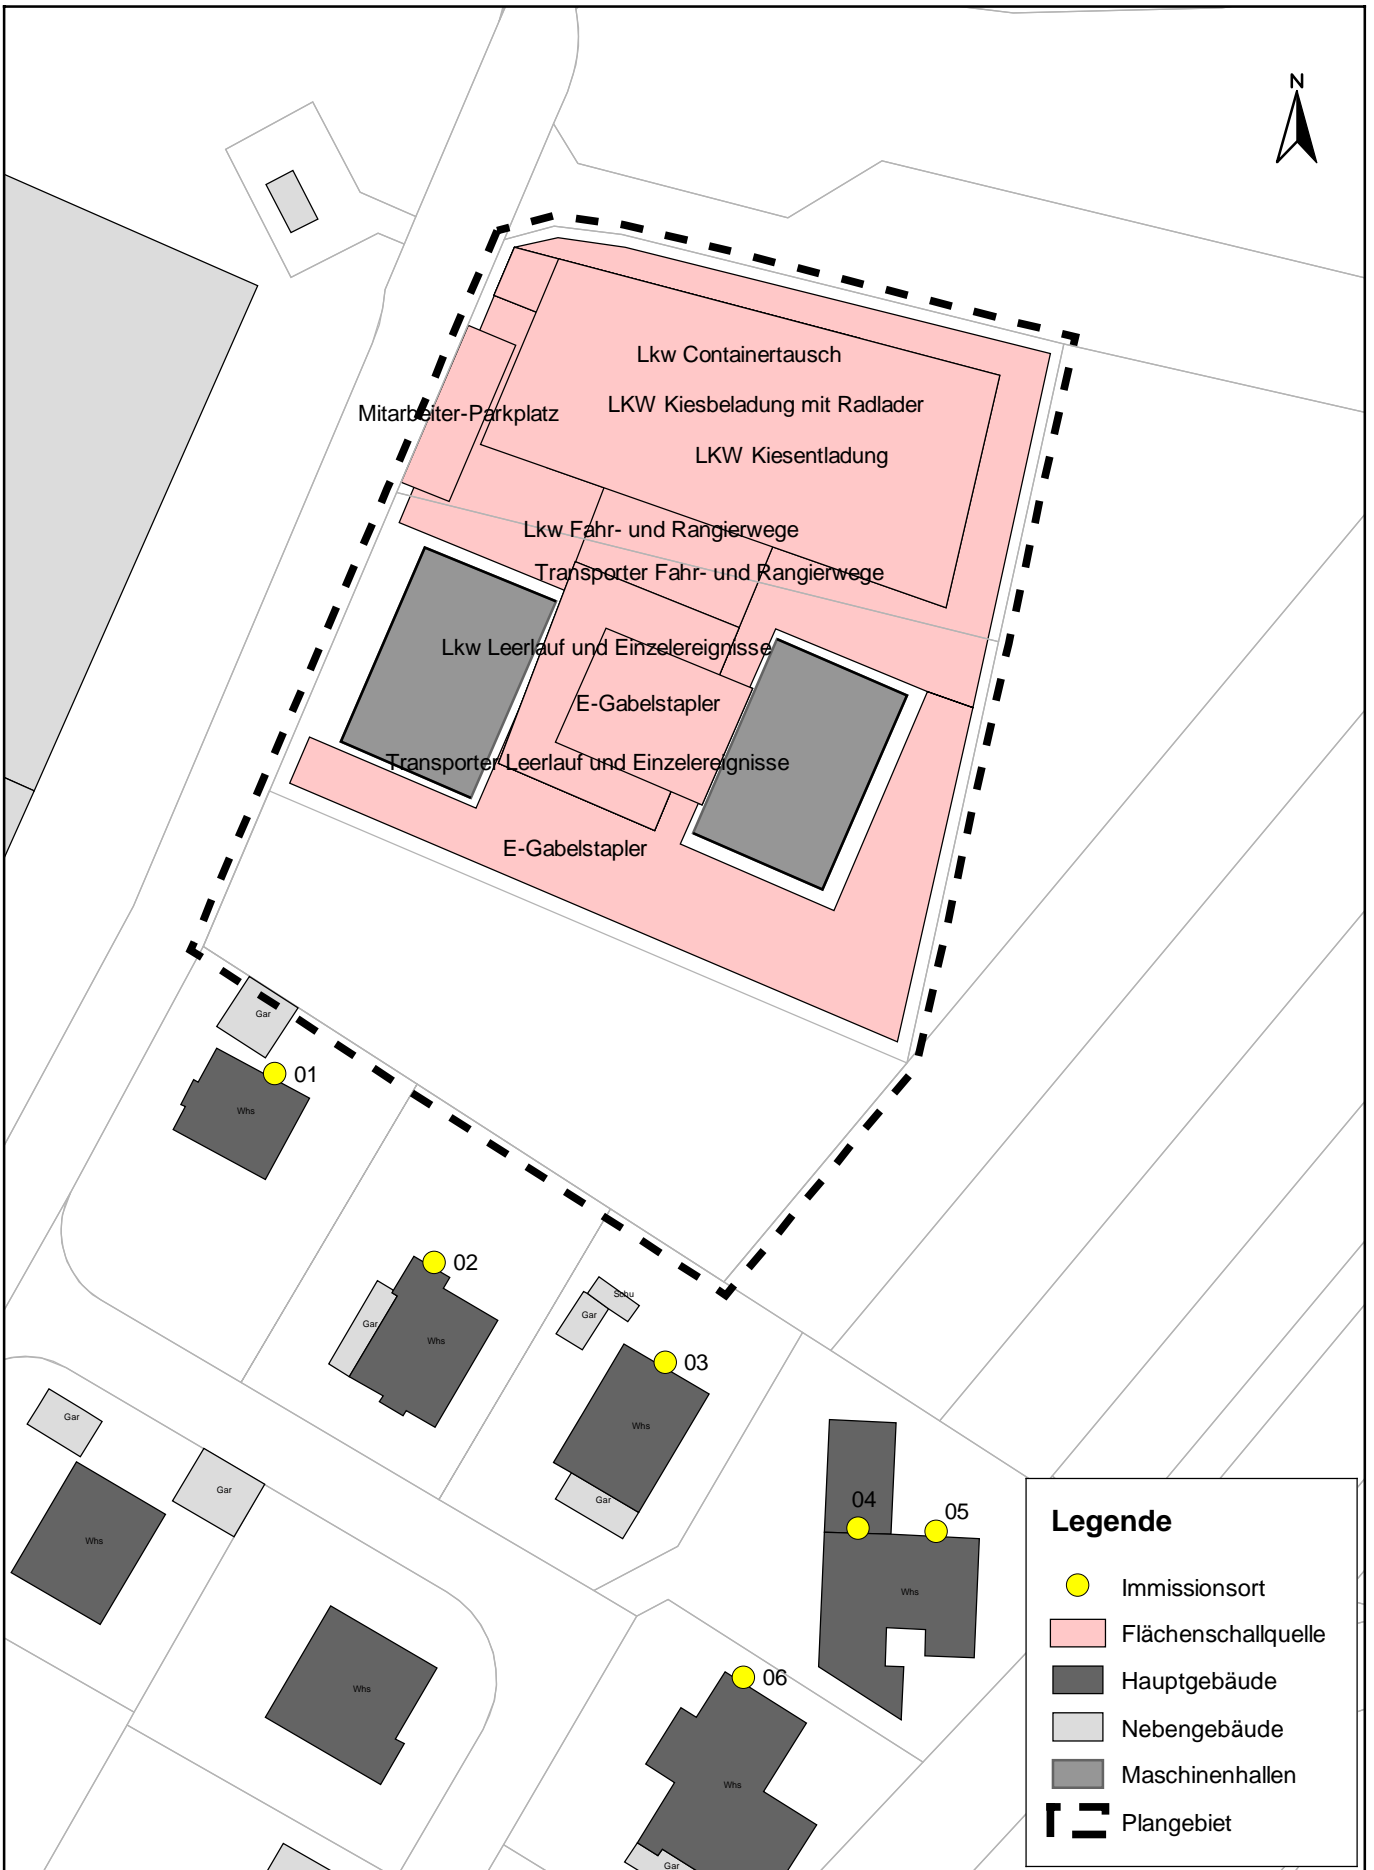 N
Lkw Containertausch
LKW Kiesbeladung mit Radlader
Mitarbeiter-Parkplatz
LKW Kiesentladung
Lkw Fahr- und Rangierwege
Transporter Fahr- und Rangierwege
Lkw Leerlauf und Einzelereignisse
E-Gabelstapler
Transporter Leerlauf und Einzelereignisse
E-Gabelstapler
Gar
01
Whs
02
Gar
Whs
Schu
Gar
03
Whs
Gar
Gar
Gar
Whs
Whs
04
05
Whs
06
Whs
Gar
Legende
Immissionsort
Flächenschallquelle
Hauptgebäude
Nebengebäude
Maschinenhallen
Plangebiet